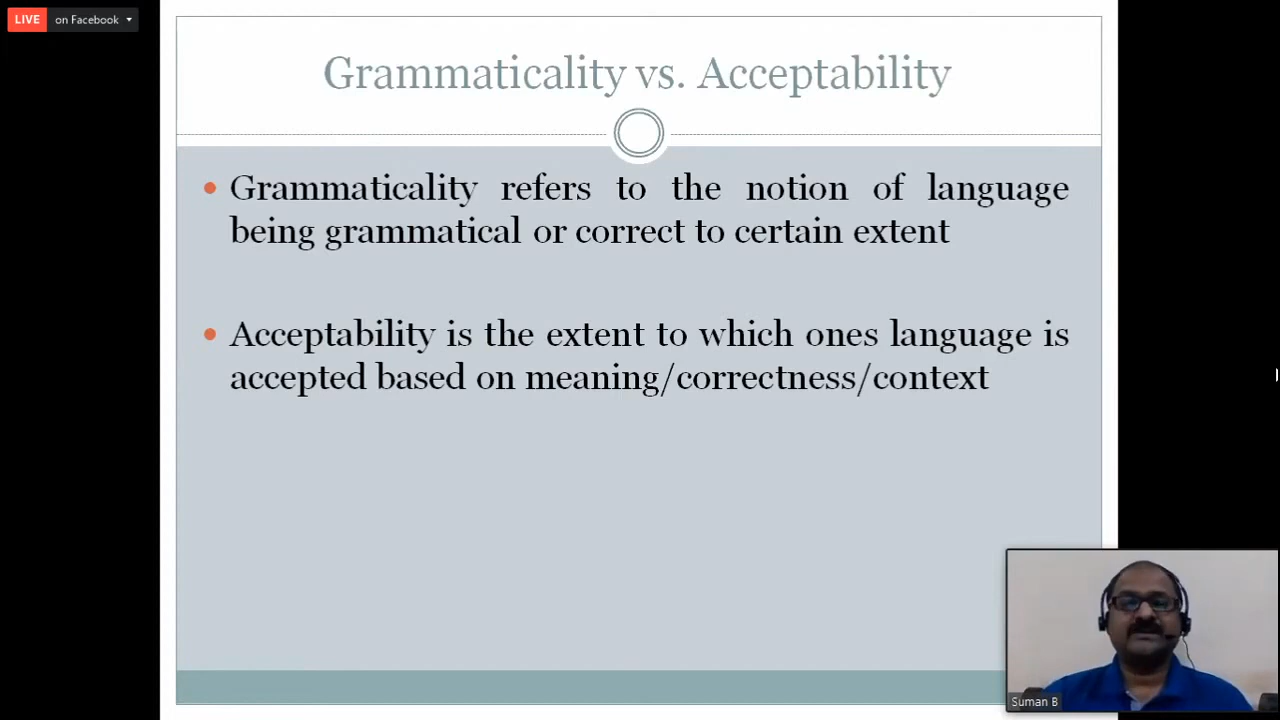 LIVE on Facebook
Grammaticality vs. Acceptability
Grammaticality refers to the notion of language
being grammatical or correct to certain extent
Acceptability is the extent to which ones language is
accepted based on meaning/correctness/context
Suman B